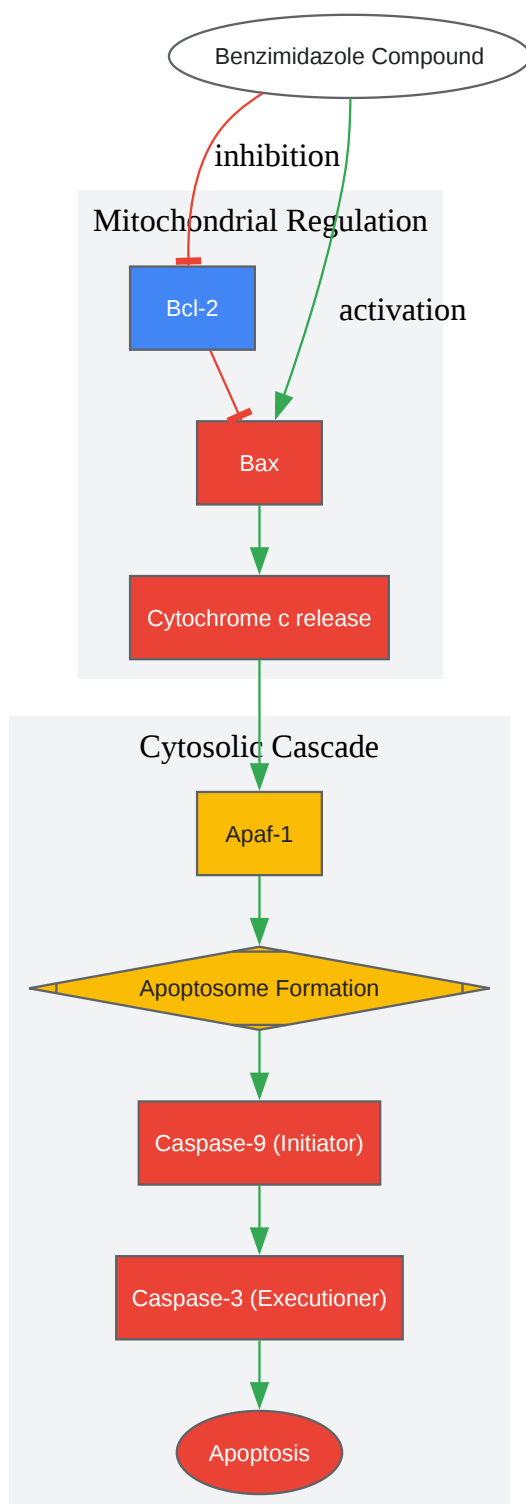 Benzimidazole Compound
inhibition
Mitochondrial Regulation
Bcl-2
activation
Bax
Cytochrome c release
Cytosolic Cascade
Apaf-1
Apoptosome Formation
Caspase-9 (Initiator)
Caspase-3 (Executioner)
Apoptosis